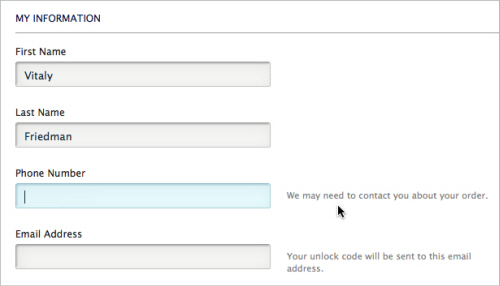 MY INFORMATION
First Name
Vitaly
Last Name
Friedman
Phone Number
We may need to contact you about your order.
Email Address
Your unlock code will be sent to this email
address.